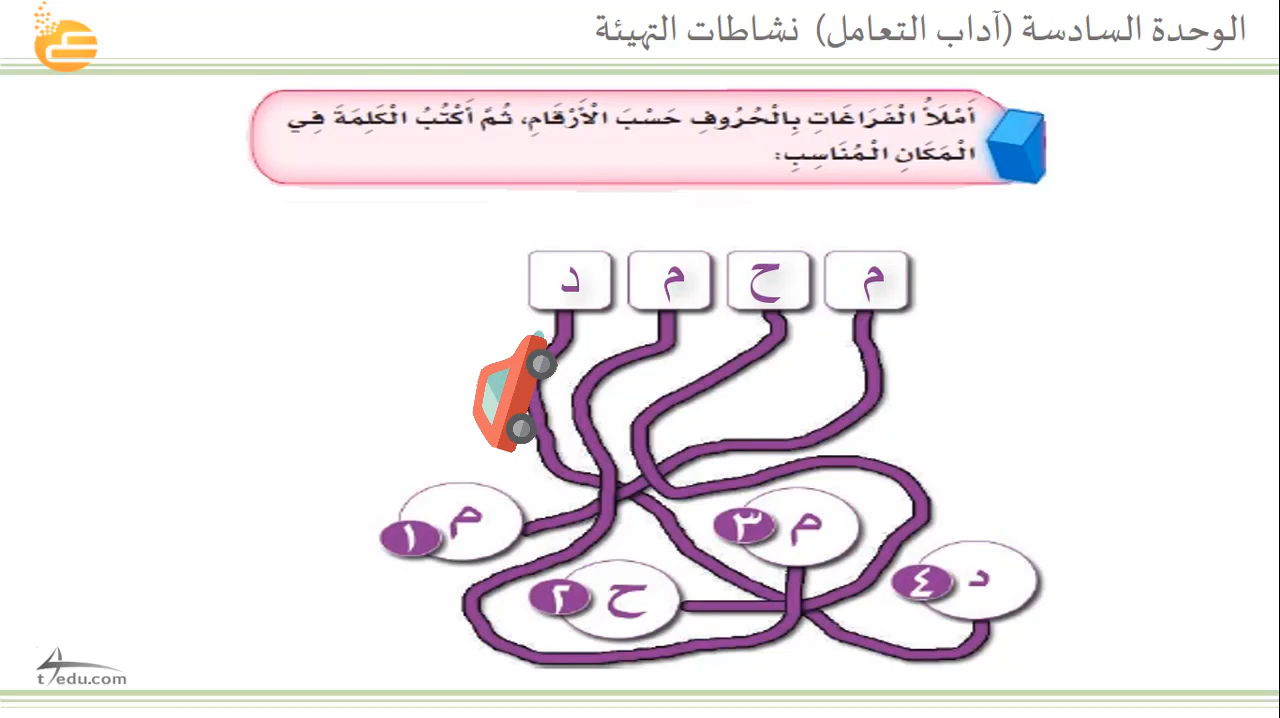 الوحدة السادسة (آداب التعامل) نشاطات التهيئة
أَمْلَأُ الْفَرَاغَاتِ بِالْحُرُوفِ حَسْبَ الْأَرْقَامِ، ثُمَّ أَكْتُبُ الْكَلِمَةَ فِي
الْمَكَانِ الْمُنَاسِبِ:
م ح م د
م ١
م ٣
ح ٢
د ٤
t4edu.com